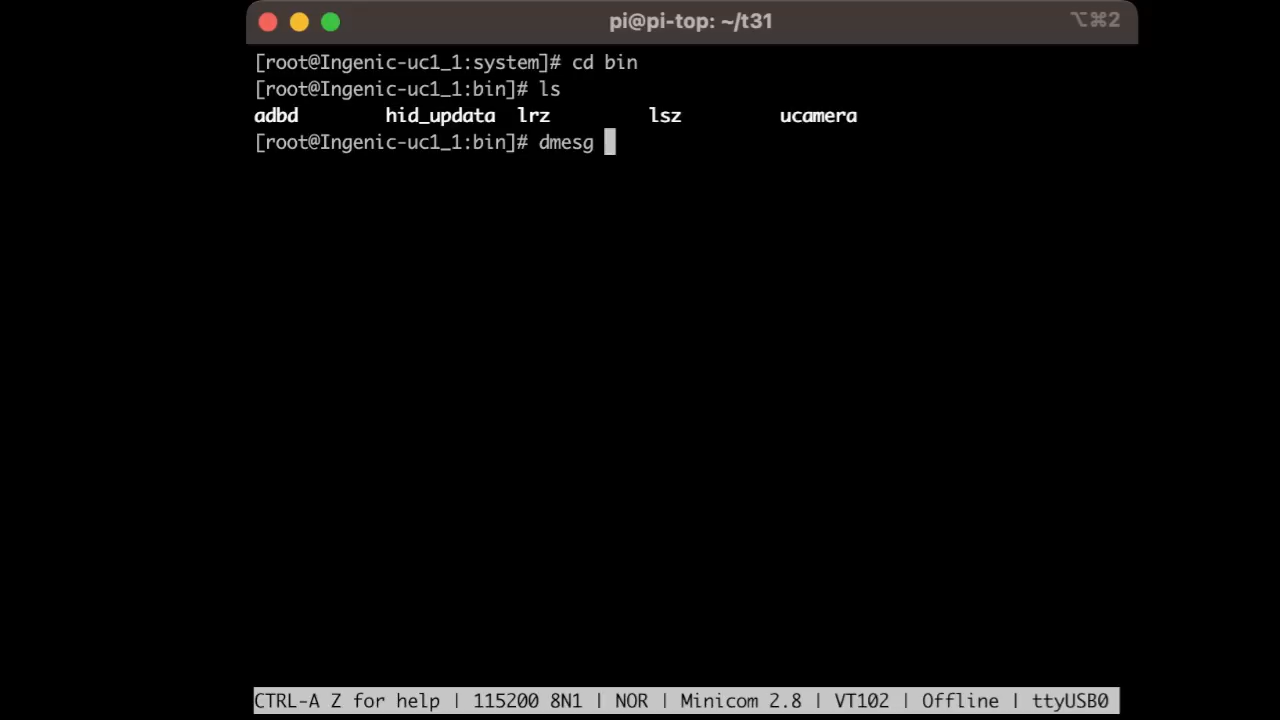 pi@pi-top: ~/t31
⌥⌘2
[root@Ingenic-uc1_1:system]# cd bin
[root@Ingenic-uc1_1:bin]# ls
adbd hid_updata lrz lsz ucamera
[root@Ingenic-uc1_1:bin]# dmesg
CTRL-A Z for help | 115200 8N1 | NOR | Minicom 2.8 | VT102 | Offline | ttyUSB0